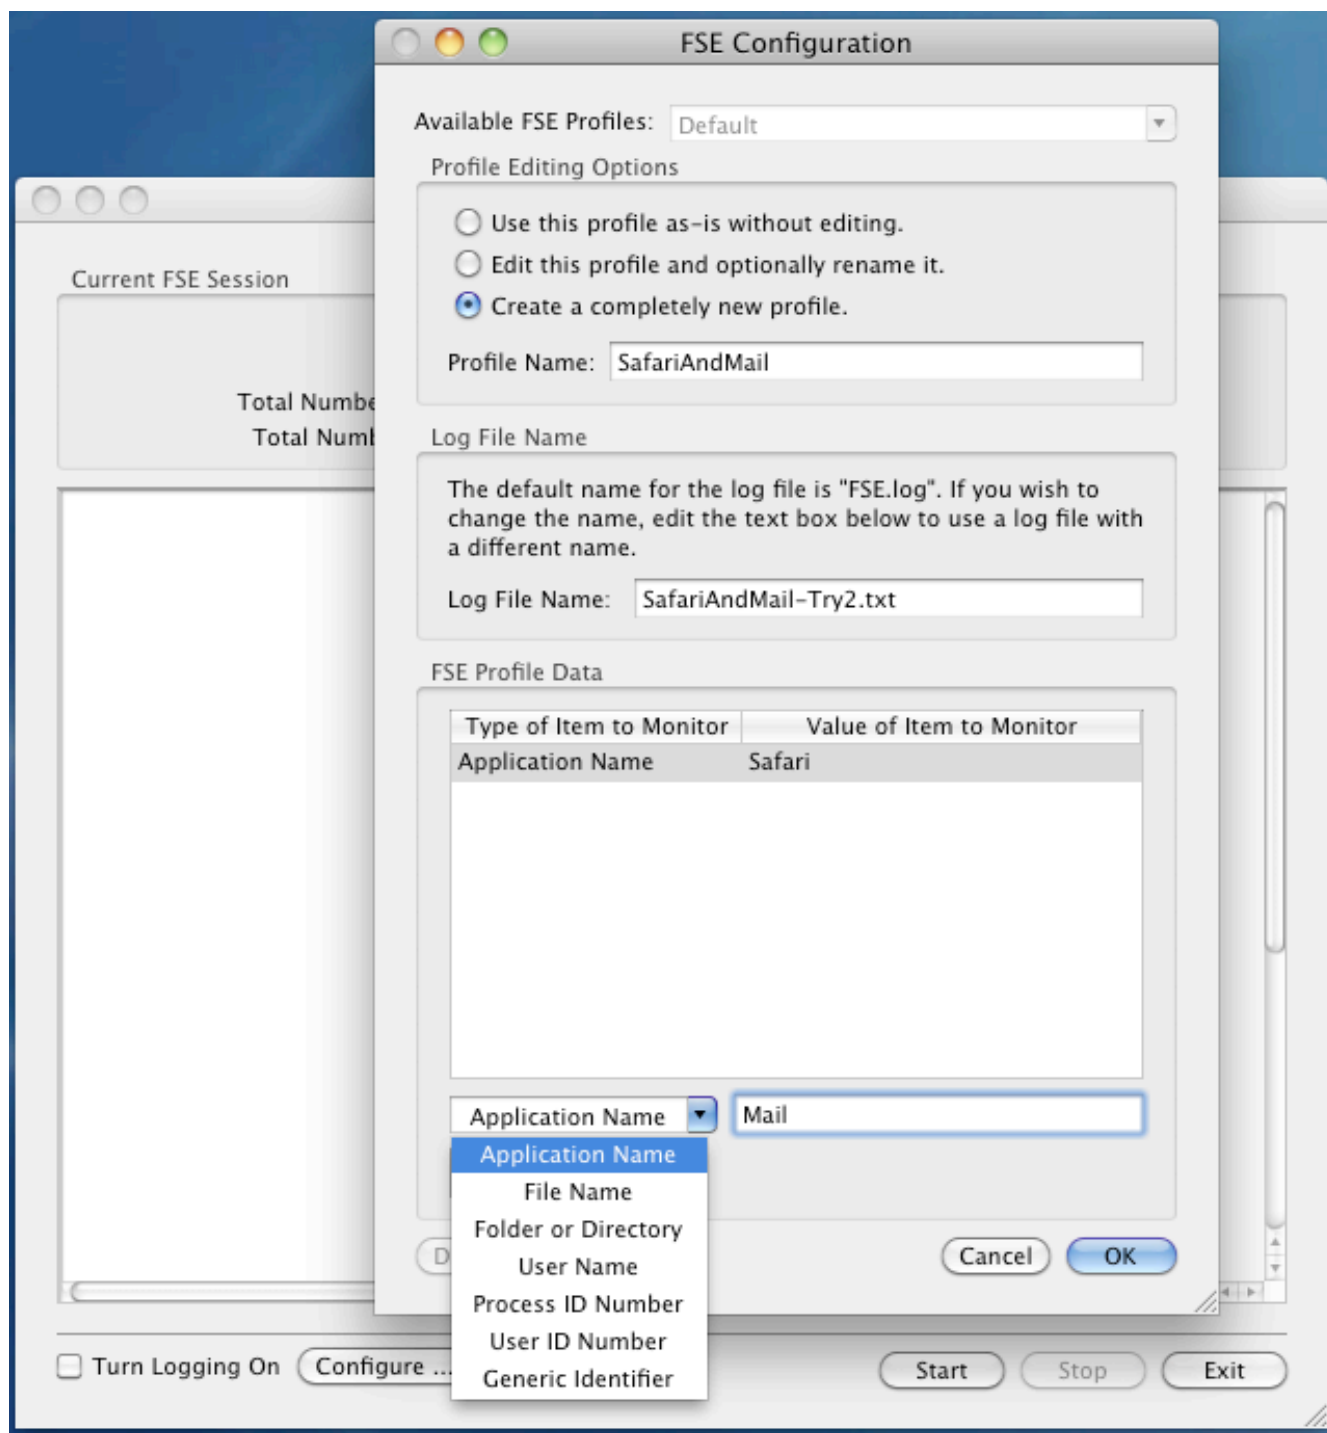 FSE Configuration
Available FSE Profiles: Default
Profile Editing Options
Use this profile as-is without editing.
Edit this profile and optionally rename it.
Create a completely new profile.
Profile Name: SafariAndMail
Log File Name
The default name for the log file is "FSE.log". If you wish to
change the name, edit the text box below to use a log file with
a different name.
Log File Name: SafariAndMail-Try2.txt
FSE Profile Data
Type of Item to Monitor Value of Item to Monitor
Application Name Safari
Application Name Mail
Application Name
File Name
Folder or Directory
User Name
Process ID Number
User ID Number
Generic Identifier
D
Cancel OK
Current FSE Session
Total Numbe
Total Numb
Turn Logging On Configure ... Start Stop Exit